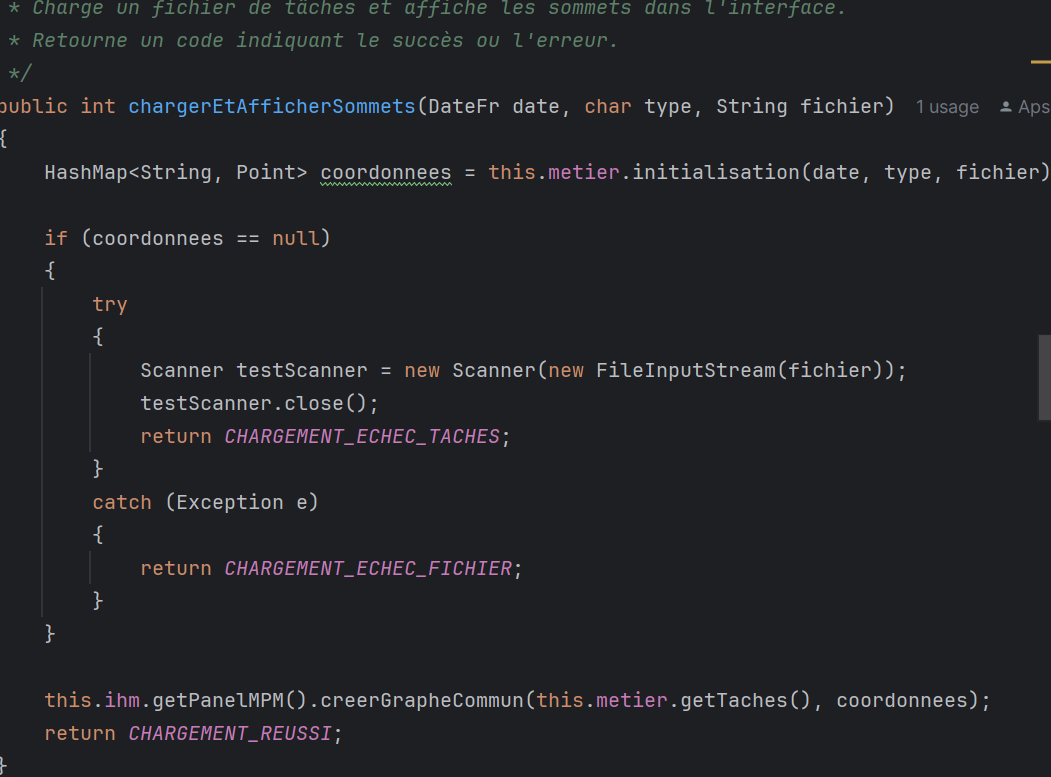 * Charge un fichier de tâches et affiche les sommets dans l'interface.
* Retourne un code indiquant le succès ou l'erreur.
*/
public int chargerEtAfficherSommets(DateFr date, char type, String fichier) 1 usage Aps
{
HashMap<String, Point> coordonnees = this.metier.initialisation(date, type, fichier)
if (coordonnees == null)
{
try
{
Scanner testScanner = new Scanner(new FileInputStream(fichier));
testScanner.close();
return CHARGEMENT_ECHEC_TACHES;
}
catch (Exception e)
{
return CHARGEMENT_ECHEC_FICHIER;
}
}
this.ihm.getPanelMPM().creerGrapheCommun(this.metier.getTaches(), coordonnees);
return CHARGEMENT_REUSSI;
}